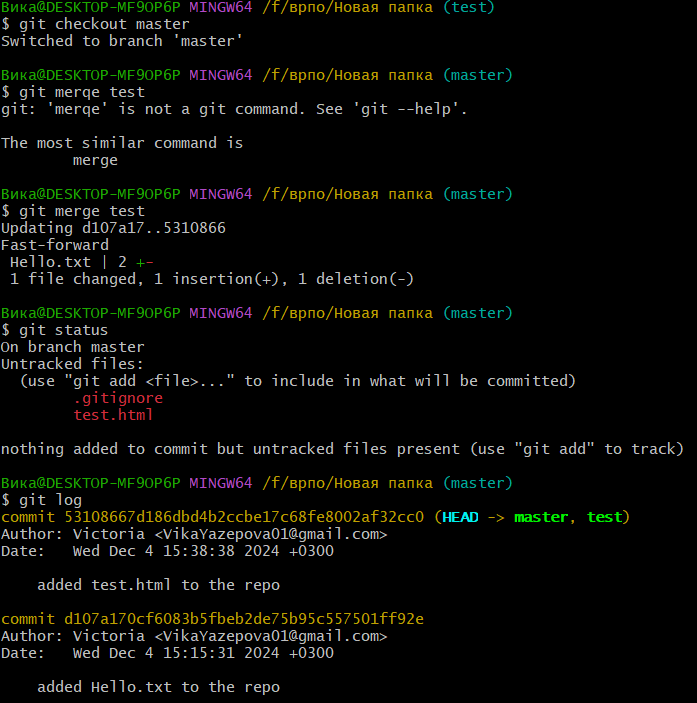 Вика@DESKTOP-MF9OP6P MINGW64 /f/врпо/Новая папка (test)
$ git checkout master
Switched to branch 'master'
Вика@DESKTOP-MF9OP6P MINGW64 /f/врпо/Новая папка (master)
$ git merqe test
git: 'merqe' is not a git command. See 'git --help'.
The most similar command is
merge
Вика@DESKTOP-MF9OP6P MINGW64 /f/врпо/Новая папка (master)
$ git merge test
Updating d107a17..5310866
Fast-forward
Hello.txt | 2 +-
1 file changed, 1 insertion(+), 1 deletion(-)
Вика@DESKTOP-MF9OP6P MINGW64 /f/врпо/Новая папка (master)
$ git status
On branch master
Untracked files:
(use "git add <file>..." to include in what will be committed)
.gitignore
test.html
nothing added to commit but untracked files present (use "git add" to track)
Вика@DESKTOP-MF9OP6P MINGW64 /f/врпо/Новая папка (master)
$ git log
commit 53108667d186dbd4b2ccbe17c68fe8002af32cc0 (HEAD -> master, test)
Author: Victoria <VikaYazepova01@gmail.com>
Date:   Wed Dec 4 15:38:38 2024 +0300
added test.html to the repo
commit d107a170cf6083b5fbeb2de75b95c557501ff92e
Author: Victoria <VikaYazepova01@gmail.com>
Date:   Wed Dec 4 15:15:31 2024 +0300
added Hello.txt to the repo